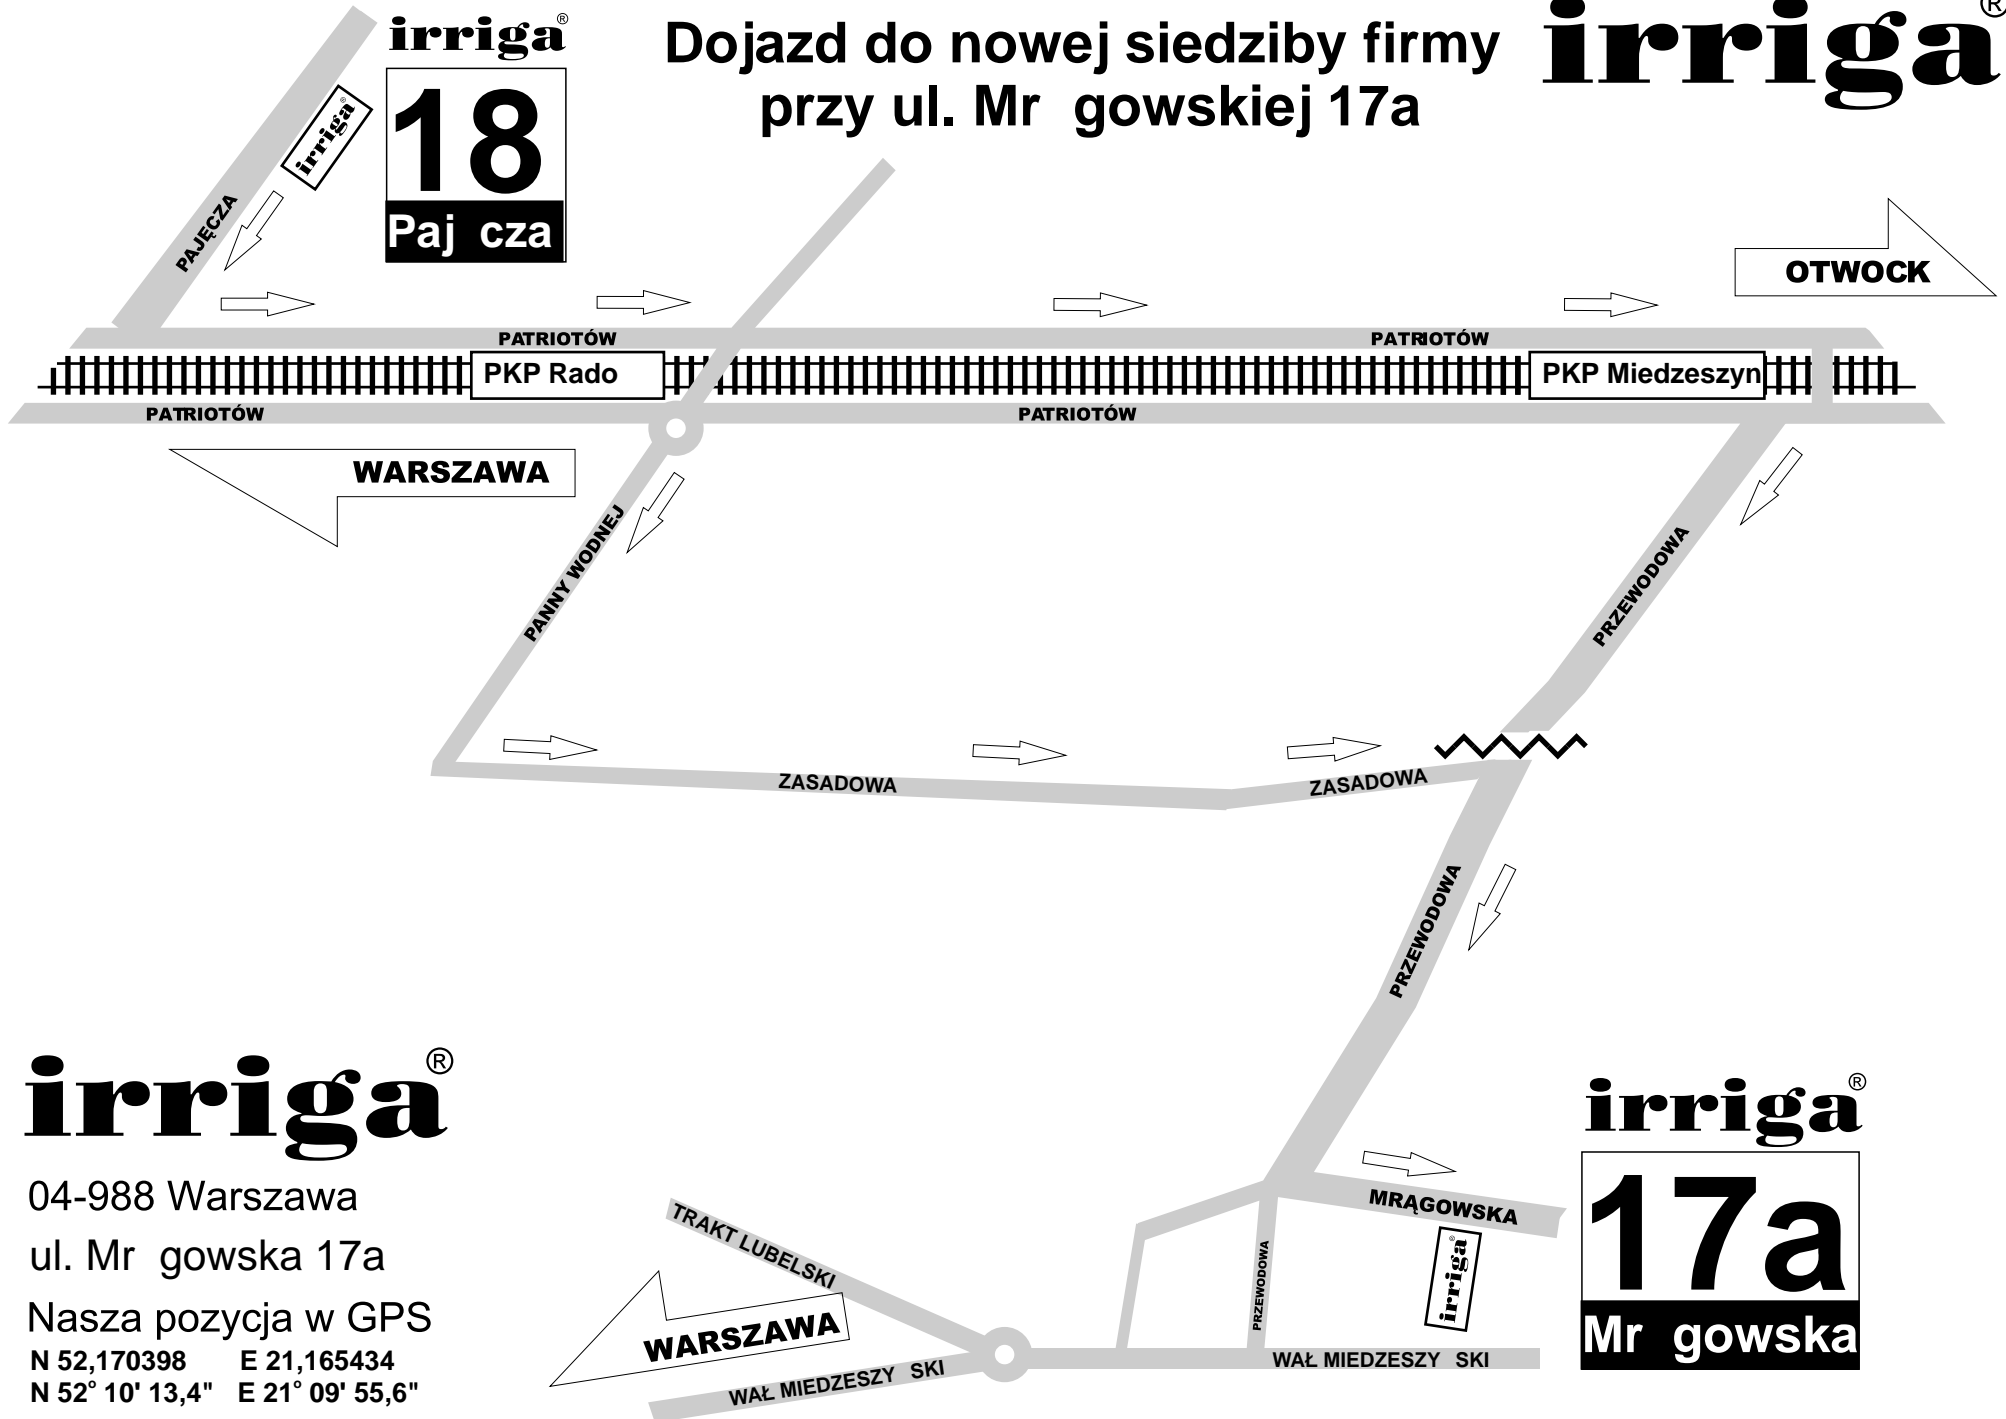 irriga®
18
Paj cza
Dojazd do nowej siedziby firmy
przy ul. Mr gowskiej 17a
irriga®
irriga®
PAJĘCZA
OTWOCK
PATRIOTÓW
PATRIOTÓW
PKP Rado
PKP Miedzeszyn
PATRIOTÓW
PATRIOTÓW
WARSZAWA
PANNY WODNEJ
PRZEWODOWA
ZASADOWA
ZASADOWA
PRZEWODOWA
irriga®
04-988 Warszawa
ul. Mr gowska 17a
Nasza pozycja w GPS
N 52,170398 E 21,165434
N 52° 10' 13,4" E 21° 09' 55,6"
TRAKT LUBELSKI
WARSZAWA
WAŁ MIEDZESZY SKI
PRZEWODOWA
MRĄGOWSKA
irriga®
WAŁ MIEDZESZY SKI
irriga®
17a
Mr gowska